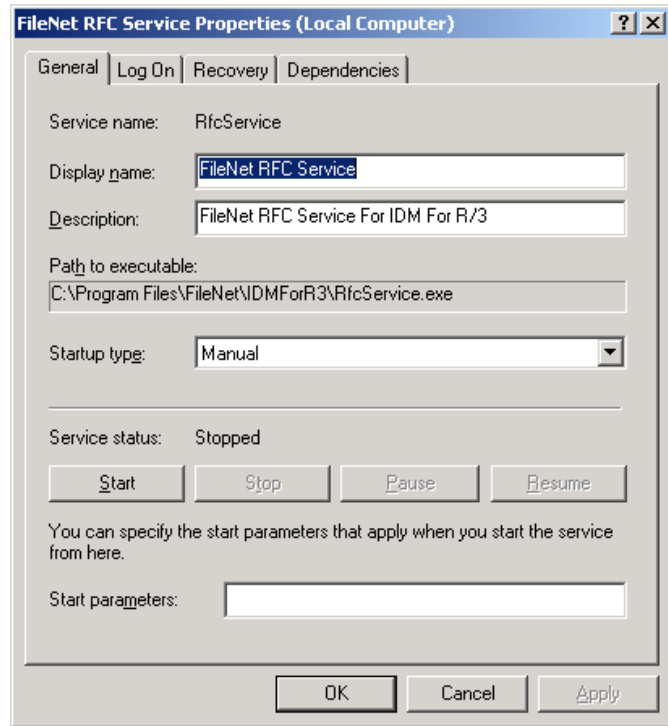 FileNet RFC Service Properties (Local Computer)
General Log On Recovery Dependencies
Service name: RfcService
Display name: FileNet RFC Service
Description: FileNet RFC Service For IDM For R/3
Path to executable:
C:\Program Files\FileNet\IDMForR3\RfcService.exe
Startup type: Manual
Service status: Stopped
Start Stop Pause Resume
You can specify the start parameters that apply when you start the service
from here.
Start parameters:
OK Cancel Apply